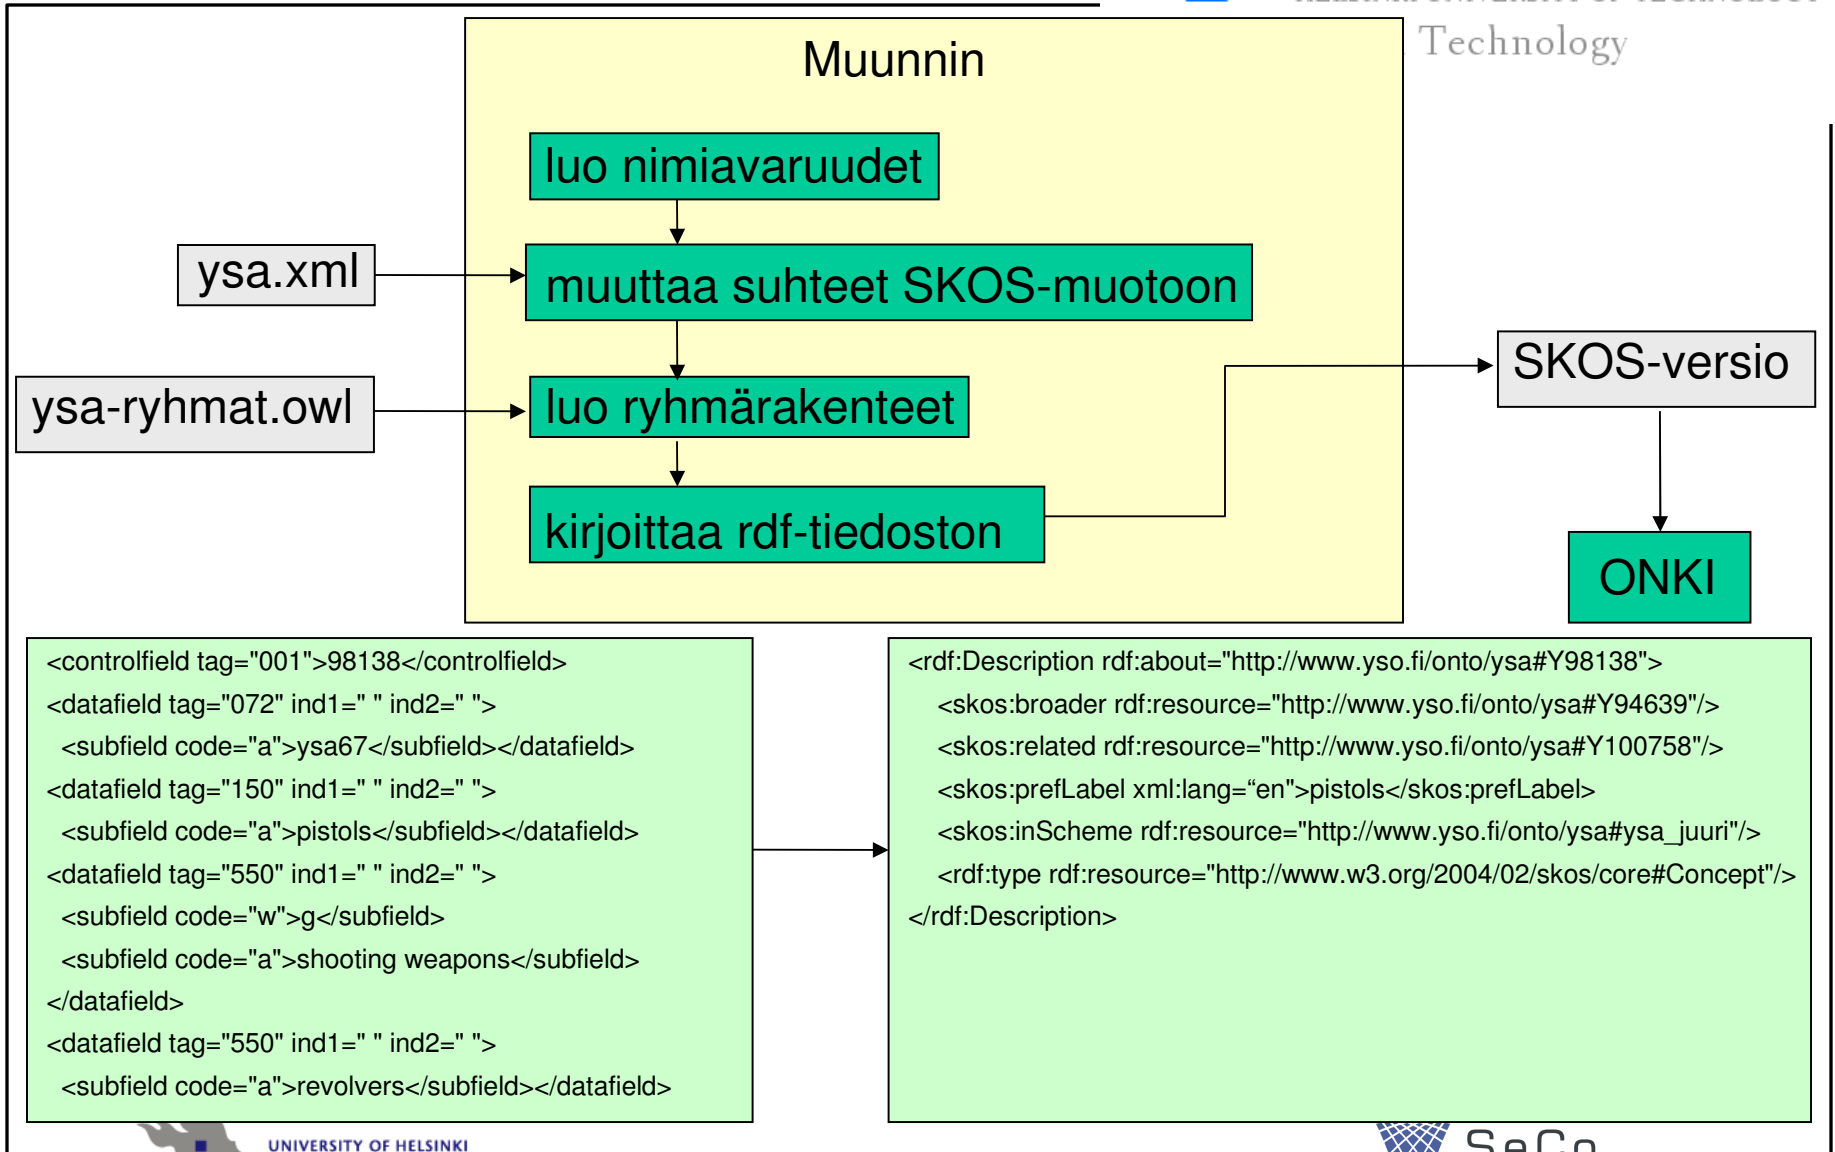 Technology
Muunnin
luo nimiavaruudet
ysa.xml
muuttaa suhteet SKOS-muotoon
ysa-ryhmat.owl
luo ryhmärakenteet
SKOS-versio
kirjoittaa rdf-tiedoston
ONKI
<controlfield tag="001">98138</controlfield>
<datafield tag="072" ind1=" " ind2=" ">
<subfield code="a">ysa67</subfield></datafield>
<datafield tag="150" ind1=" " ind2=" ">
<subfield code="a">pistols</subfield></datafield>
<datafield tag="550" ind1=" " ind2=" ">
<subfield code="w">g</subfield>
<subfield code="a">shooting weapons</subfield>
</datafield>
<datafield tag="550" ind1=" " ind2=" ">
<subfield code="a">revolvers</subfield></datafield>
<rdf:Description rdf:about="http://www.yso.fi/onto/ysa#Y98138">
<skos:broader rdf:resource="http://www.yso.fi/onto/ysa#Y94639"/>
<skos:related rdf:resource="http://www.yso.fi/onto/ysa#Y100758"/>
<skos:prefLabel xml:lang=“en">pistols</skos:prefLabel>
<skos:inScheme rdf:resource="http://www.yso.fi/onto/ysa#ysa_juuri"/>
<rdf:type rdf:resource="http://www.w3.org/2004/02/skos/core#Concept"/>
</rdf:Description>
UNIVERSITY OF HELSINKI
SeCo